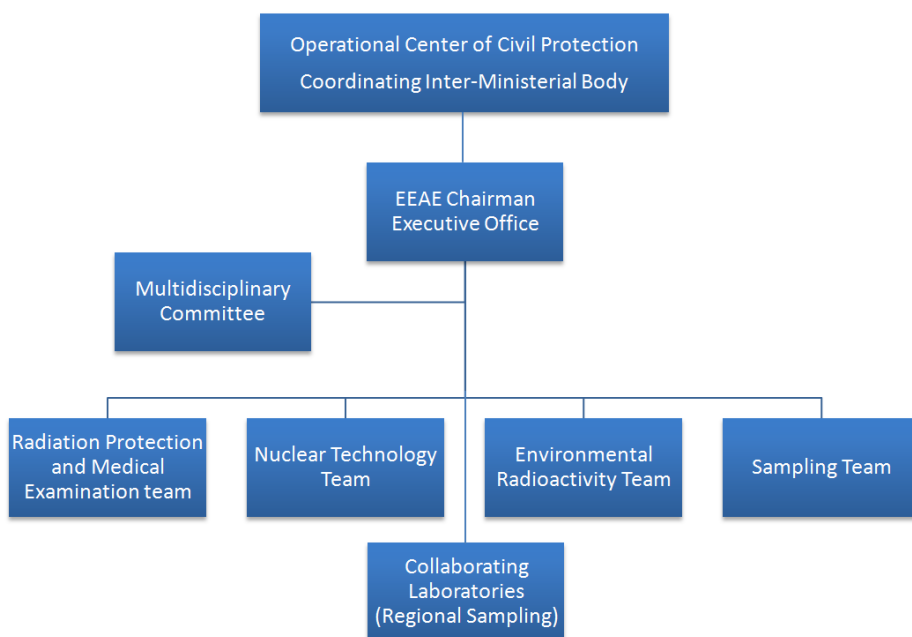 Operational Center of Civil Protection
Coordinating Inter-Ministerial Body
EEAE Chairman
Executive Office
Multidisciplinary
Committee
Radiation Protection
and Medical
Examination team
Nuclear Technology
Team
Environmental
Radioactivity Team
Sampling Team
Collaborating
Laboratories
(Regional Sampling)